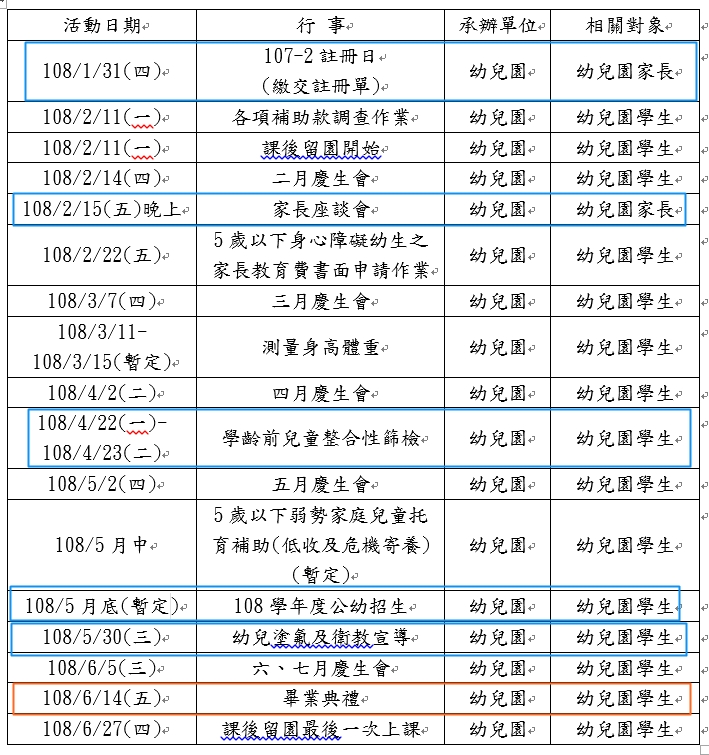 活動日期 行 事 承辦單位 相關對象
108/1/31(四) 107-2 註冊日
(繳交註冊單) 幼兒園 幼兒園家長
108/2/11(一) 各項補助款調查作業 幼兒園 幼兒園學生
108/2/11(一) 課後留園開始 幼兒園 幼兒園學生
108/2/14(四) 二月慶生會 幼兒園 幼兒園學生
108/2/15(五)晚上 家長座談會 幼兒園 幼兒園家長
108/2/22(五) 5 歲以下身心障礙幼生之
家長教育費書面申請作業 幼兒園 幼兒園學生
108/3/7(四) 三月慶生會 幼兒園 幼兒園學生
108/3/11-
108/3/15(暫定) 測量身高體重 幼兒園 幼兒園學生
108/4/2(二) 四月慶生會 幼兒園 幼兒園學生
108/4/22(一)-
108/4/23(二) 學齡前兒童整合性篩檢 幼兒園 幼兒園學生
108/5/2(四) 五月慶生會 幼兒園 幼兒園學生
108/5 月中 5 歲以下弱勢家庭兒童托
育補助(低收及危機寄養)
(暫定) 幼兒園 幼兒園學生
108/5 月底(暫定) 108 學年度公幼招生 幼兒園 幼兒園學生
108/5/30(三) 幼兒塗氟及衛教宣導 幼兒園 幼兒園學生
108/6/5(三) 六、七月慶生會 幼兒園 幼兒園學生
108/6/14(五) 畢業典禮 幼兒園 幼兒園學生
108/6/27(四) 課後留園最後一次上課 幼兒園 幼兒園學生